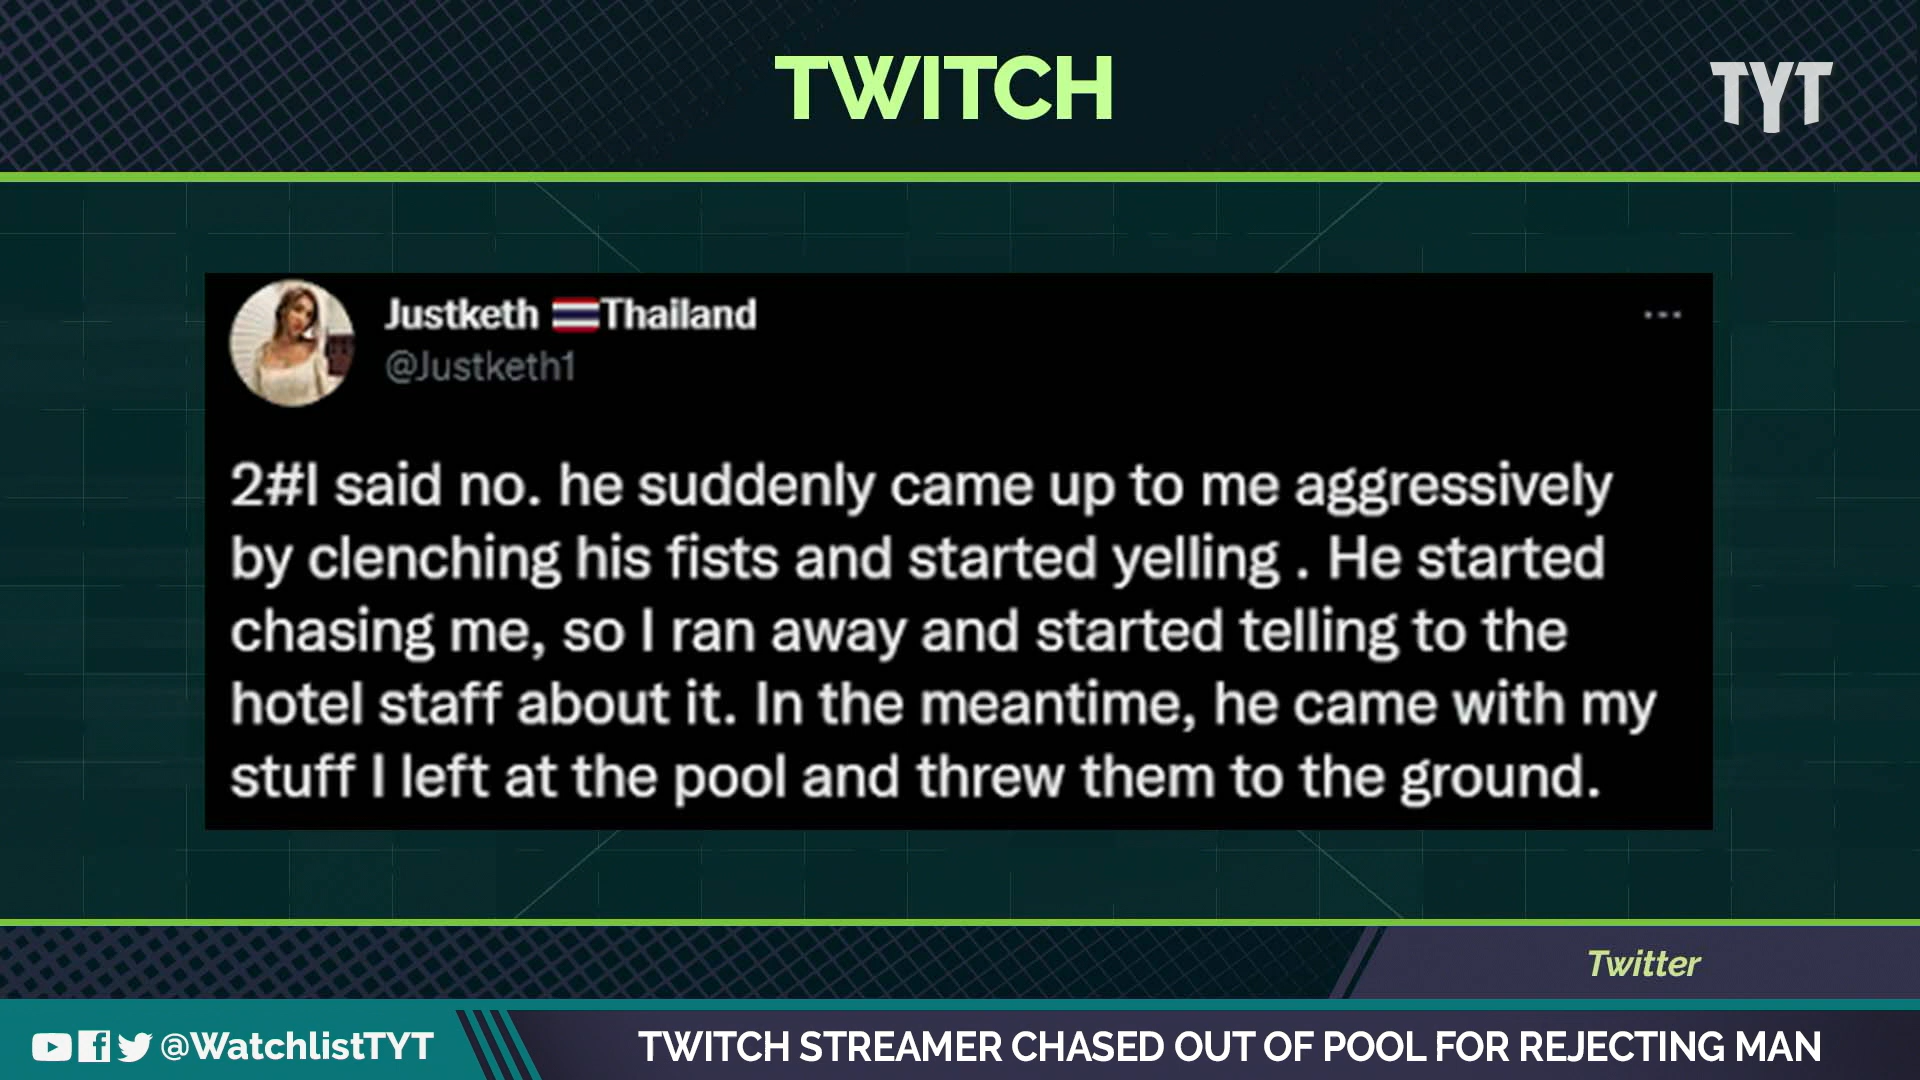 TWITCH
TYT
Justketh 🇹🇭Thailand
@Justketh1
2#I said no. he suddenly came up to me aggressively
by clenching his fists and started yelling . He started
chasing me, so I ran away and started telling to the
hotel staff about it. In the meantime, he came with my
stuff I left at the pool and threw them to the ground.
Twitter
@WatchlistTYT
TWITCH STREAMER CHASED OUT OF POOL FOR REJECTING MAN